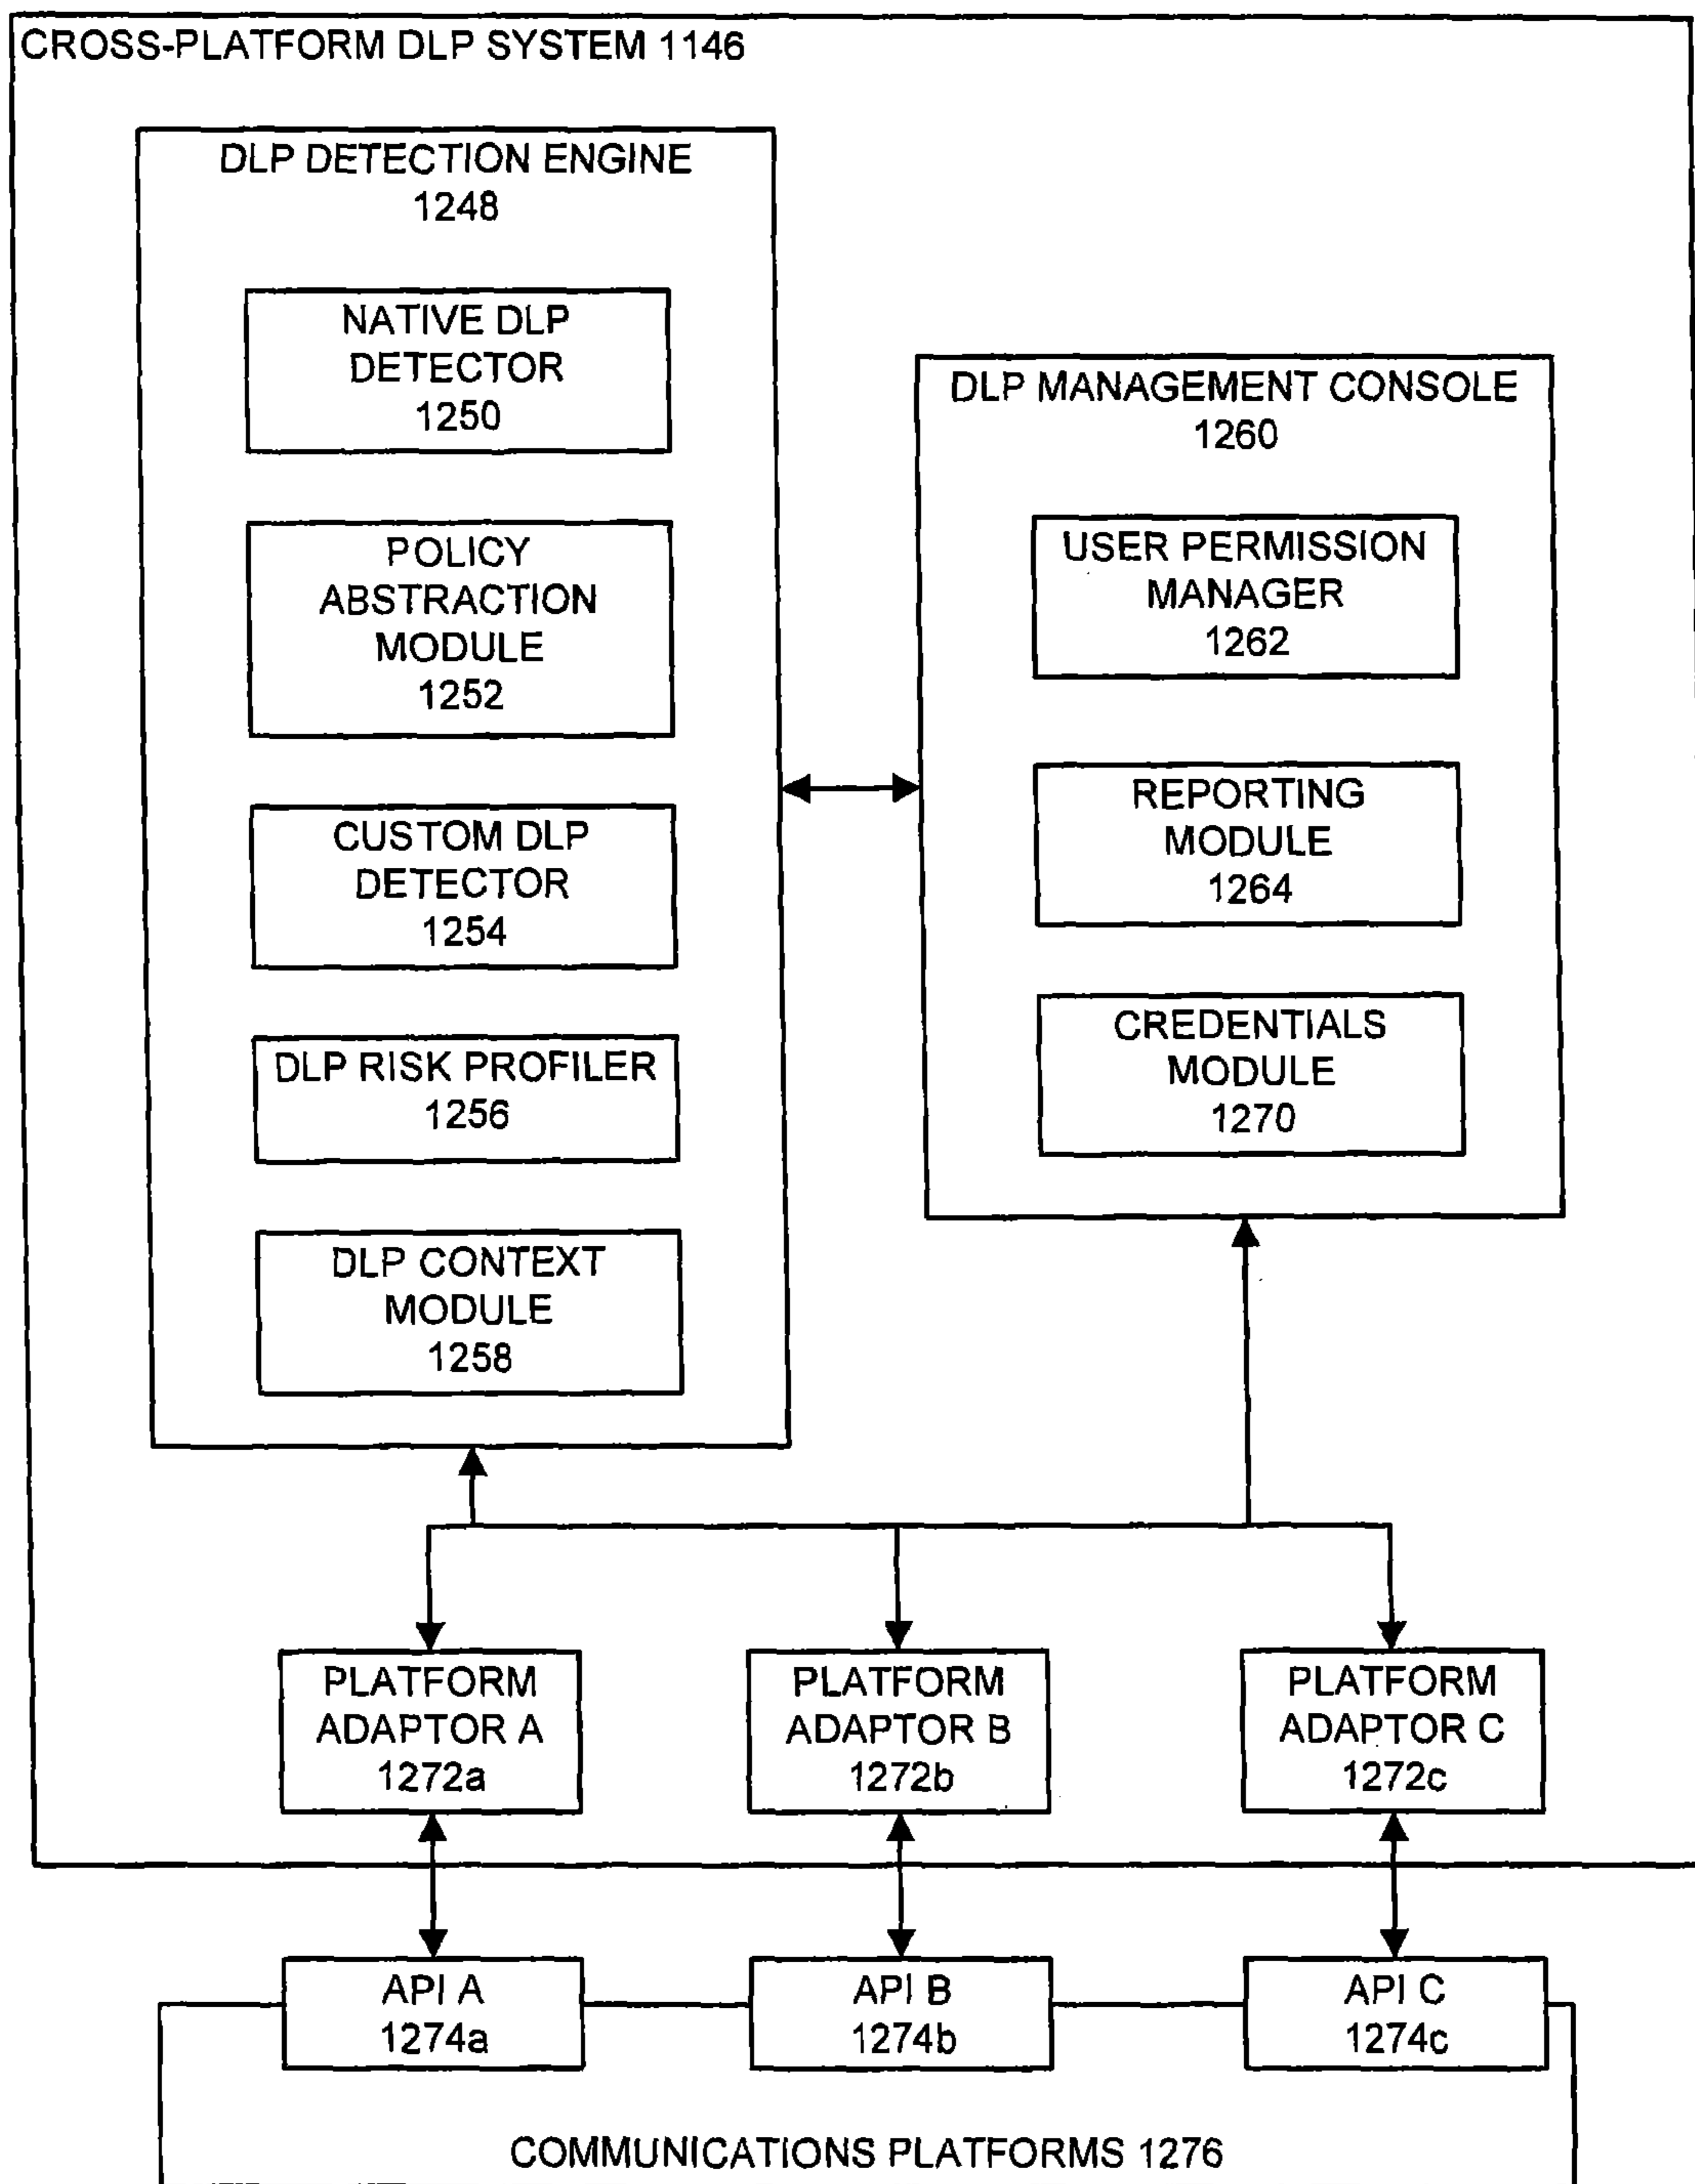 CROSS-PLATFORM DLP SYSTEM 1146
DLP DETECTION ENGINE
1248
NATIVE DLP
DETECTOR
1250
POLICY
ABSTRACTION
MODULE
1252
CUSTOM DLP
DETECTOR
1254
DLP RISK PROFILER
1256
DLP CONTEXT
MODULE
1258
DLP MANAGEMENT CONSOLE
1260
USER PERMISSION
MANAGER
1262
REPORTING
MODULE
1264
CREDENTIALS
MODULE
1270
PLATFORM
ADAPTOR A
1272a
PLATFORM
ADAPTOR B
1272b
PLATFORM
ADAPTOR C
1272c
API A
1274a
API B
1274b
API C
1274c
COMMUNICATIONS PLATFORMS 1276